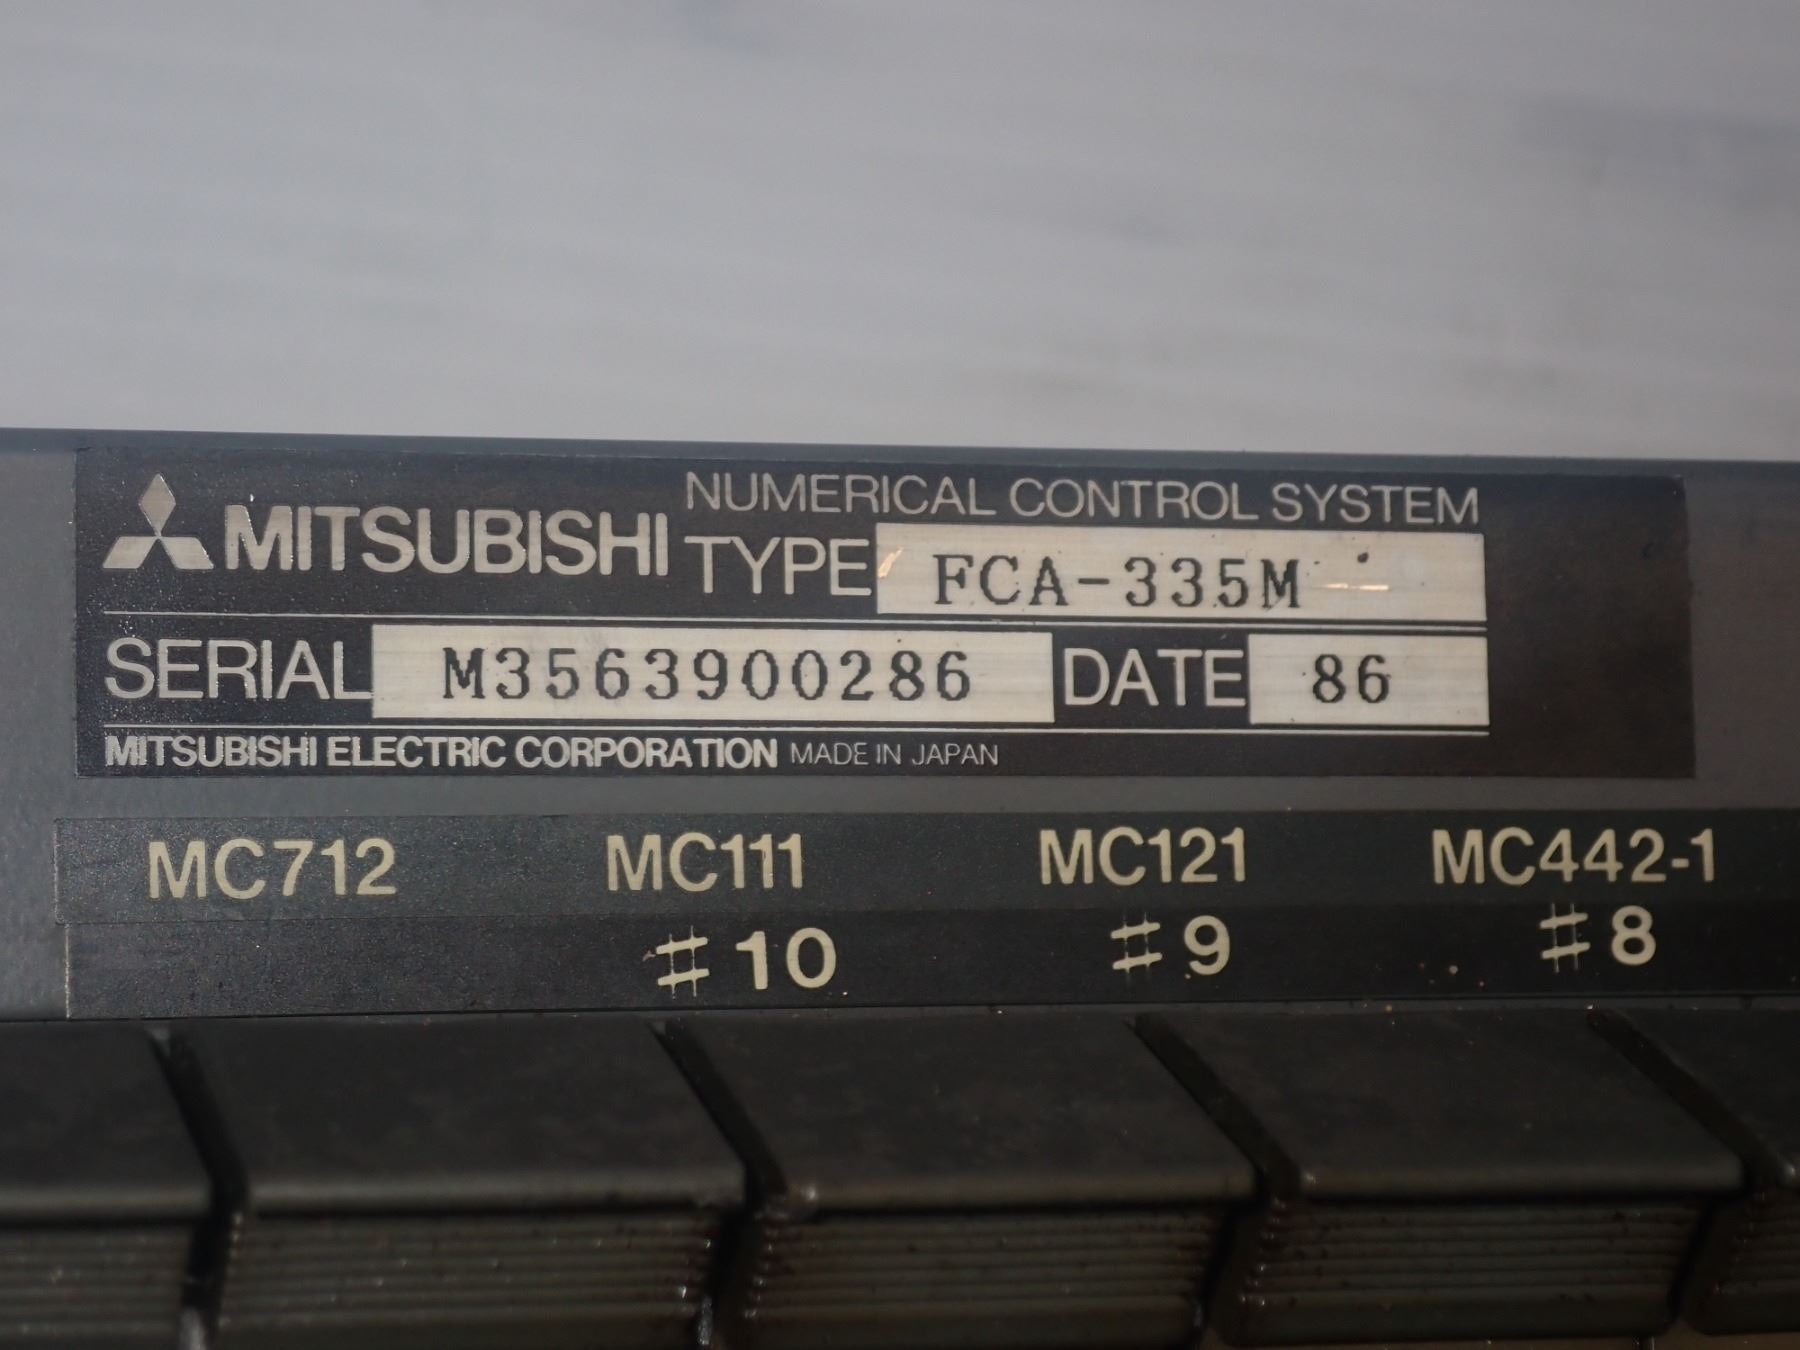 MITSUBISHI NUMERICAL CONTROL SYSTEM
TYPE FCA-335M
SERIAL M3563900286 DATE 86
MITSUBISHI ELECTRIC CORPORATION MADE IN JAPAN
MC712 MC111 MC121 MC442-1
#10 #9 #8